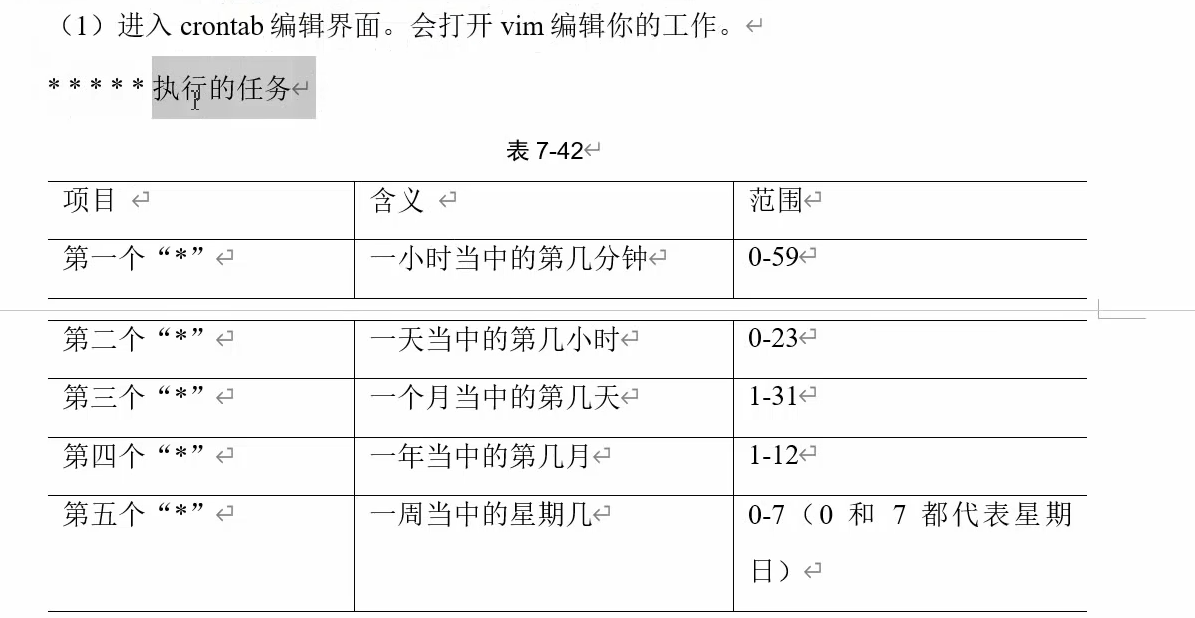 （1）进入 crontab 编辑界面。会打开 vim 编辑你的工作。↵
* * * * * 执行的任务↵
表 7-42↵
项目 ↵ 含义 ↵ 范围↵
第一个“*”↵ 一小时当中的第几分钟↵ 0-59↵
第二个“*”↵ 一天当中的第几小时↵ 0-23↵
第三个“*”↵ 一个月当中的第几天↵ 1-31↵
第四个“*”↵ 一年当中的第几月↵ 1-12↵
第五个“*”↵ 一周当中的星期几↵ 0-7（0 和 7 都代表星期
日）↵